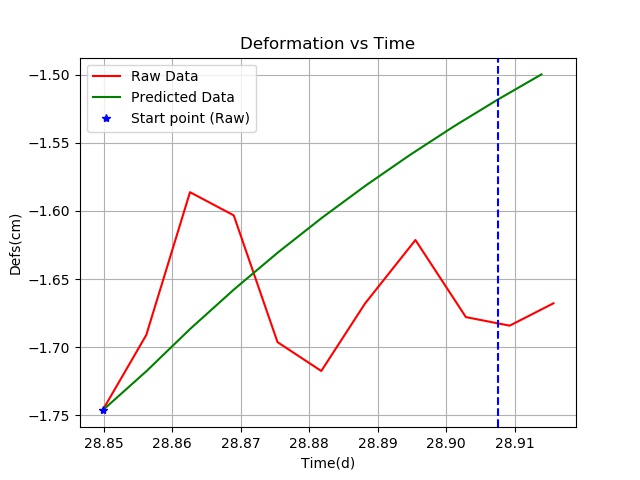 Deformation vs Time
Raw Data
Predicted Data
Start point (Raw)
−1.50
−1.55
−1.60
−1.65
−1.70
−1.75
Defs(cm)
28.85 28.86 28.87 28.88 28.89 28.90 28.91
Time(d)